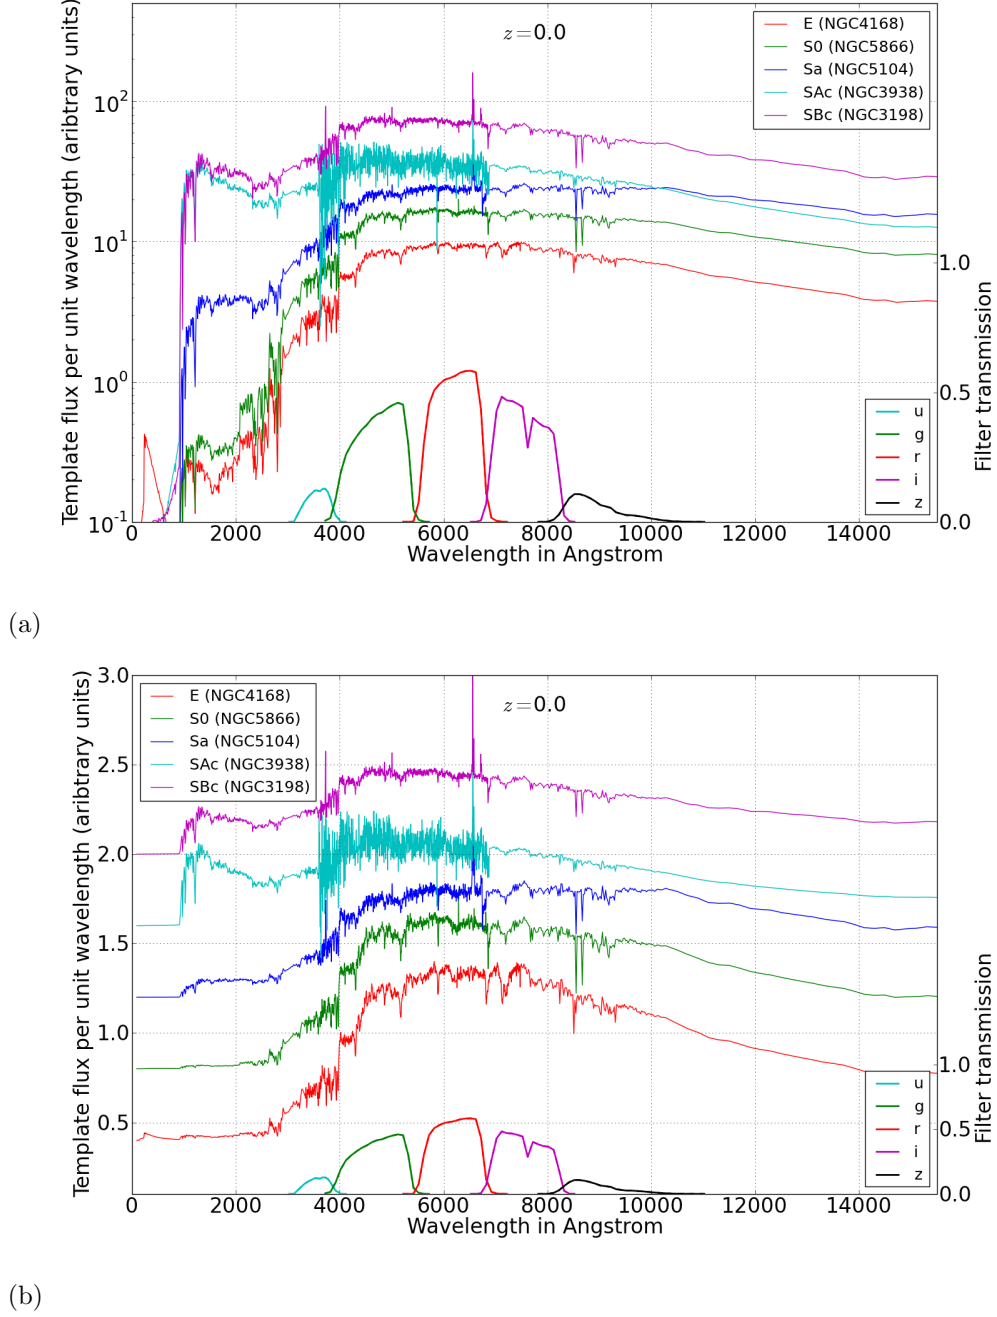 Template flux per unit wavelength (aribtrary units)
z=0.0
E (NGC4168)
S0 (NGC5866)
Sa (NGC5104)
SAc (NGC3938)
SBc (NGC3198)
10^2
10^1
10^0
10^-1
1.0
0.5
0.0
Filter transmission
u
g
r
i
z
0 2000 4000 6000 8000 10000 12000 14000
Wavelength in Angstrom
(a)
Template flux per unit wavelength (aribtrary units)
3.0
2.5
2.0
1.5
1.0
0.5
E (NGC4168)
S0 (NGC5866)
Sa (NGC5104)
SAc (NGC3938)
SBc (NGC3198)
z=0.0
1.0
0.5
0.0
Filter transmission
u
g
r
i
z
0 2000 4000 6000 8000 10000 12000 14000
Wavelength in Angstrom
(b)